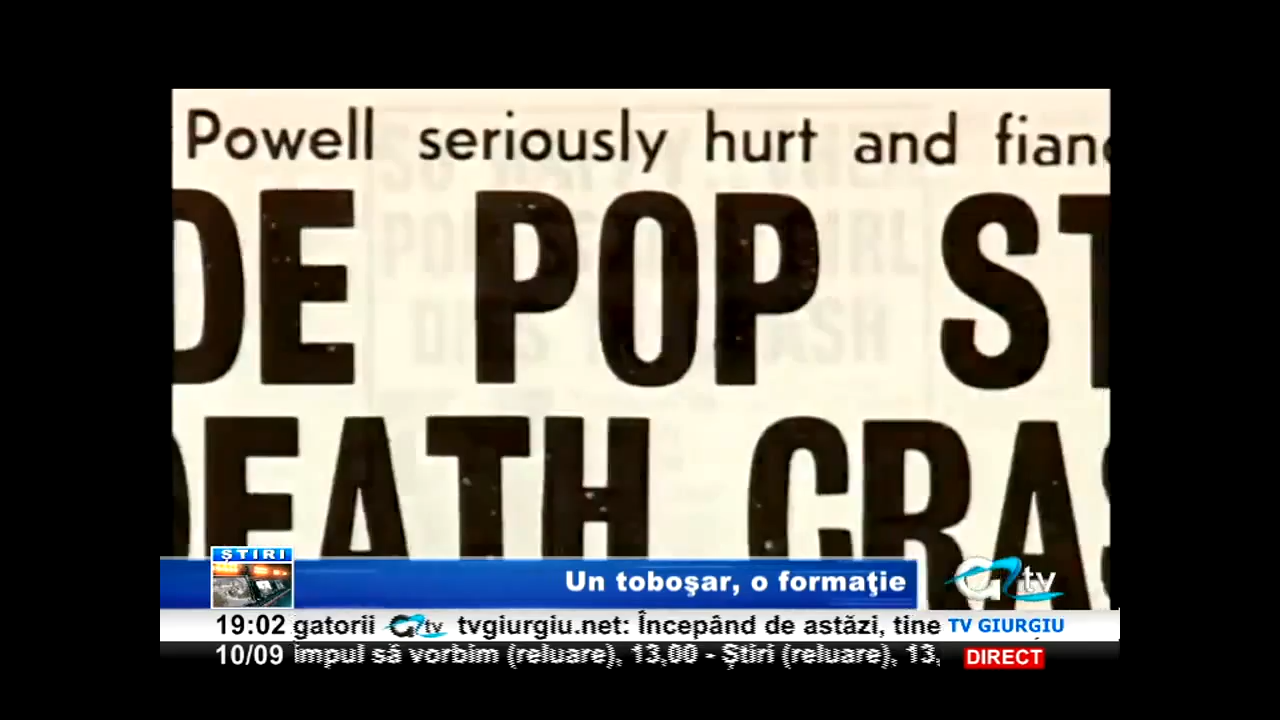 Powell seriously hurt and fian
DE POP ST
DEATH CRAS
ŞTIRI
Un toboşar, o formaţie
tv
19:02 gatorii tv tvgiurgiu.net: Începând de astăzi, tine TV GIURGIU
10/09 impul să vorbim (reluare), 13,00 - Ştiri (reluare), 13, DIRECT